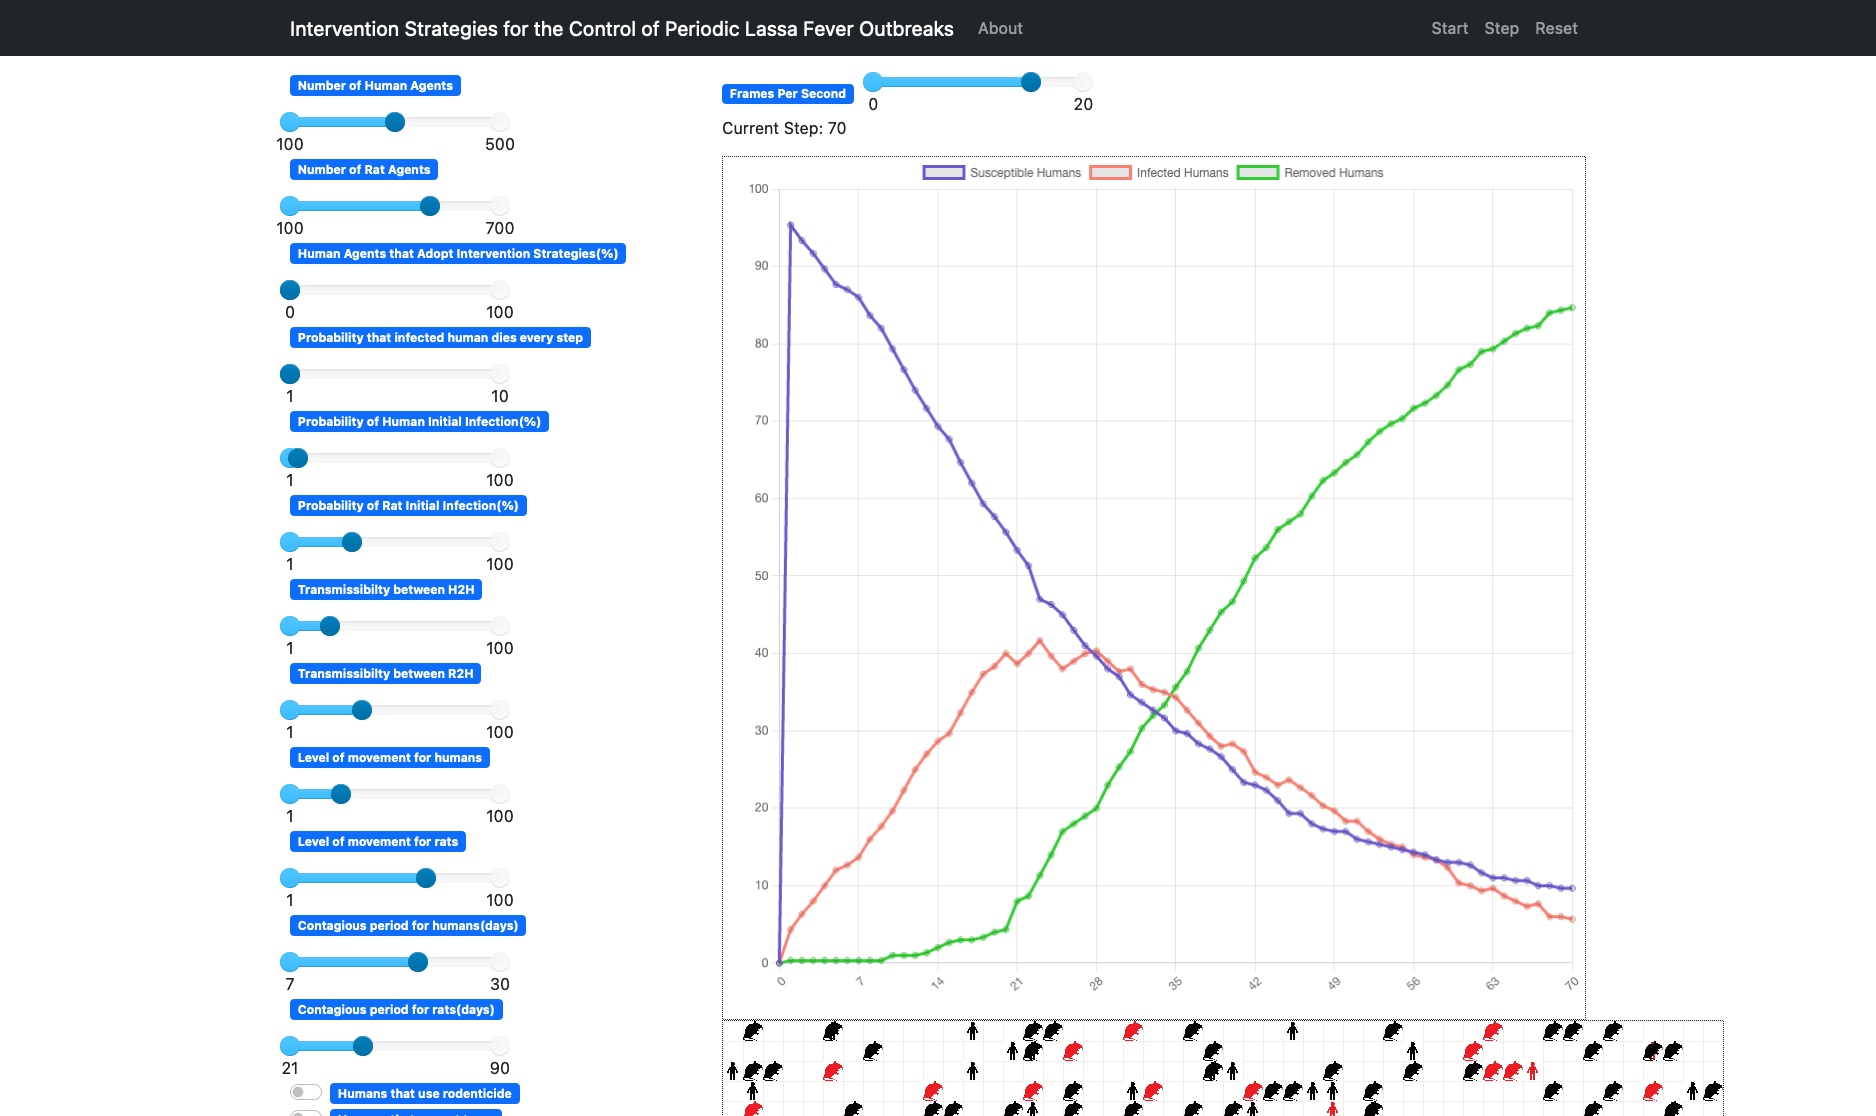 Intervention Strategies for the Control of Periodic Lassa Fever Outbreaks About Start Step Reset
Number of Human Agents
100 500
Number of Rat Agents
100 700
Human Agents that Adopt Intervention Strategies(%)
0 100
Probability that infected human dies every step
1 10
Probability of Human Initial Infection(%)
1 100
Probability of Rat Initial Infection(%)
1 100
Transmissibilty between H2H
1 100
Transmissibilty between R2H
1 100
Level of movement for humans
1 100
Level of movement for rats
1 100
Contagious period for humans(days)
7 30
Contagious period for rats(days)
21 90
Humans that use rodenticide
Frames Per Second
0 20
Current Step: 70
Susceptible Humans Infected Humans Removed Humans
100
90
80
70
60
50
40
30
20
10
0
0 7 14 21 28 35 42 49 56 63 70